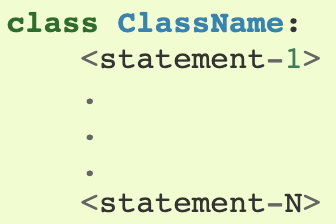 class ClassName:
    <statement-1>
    .
    .
    .
    <statement-N>